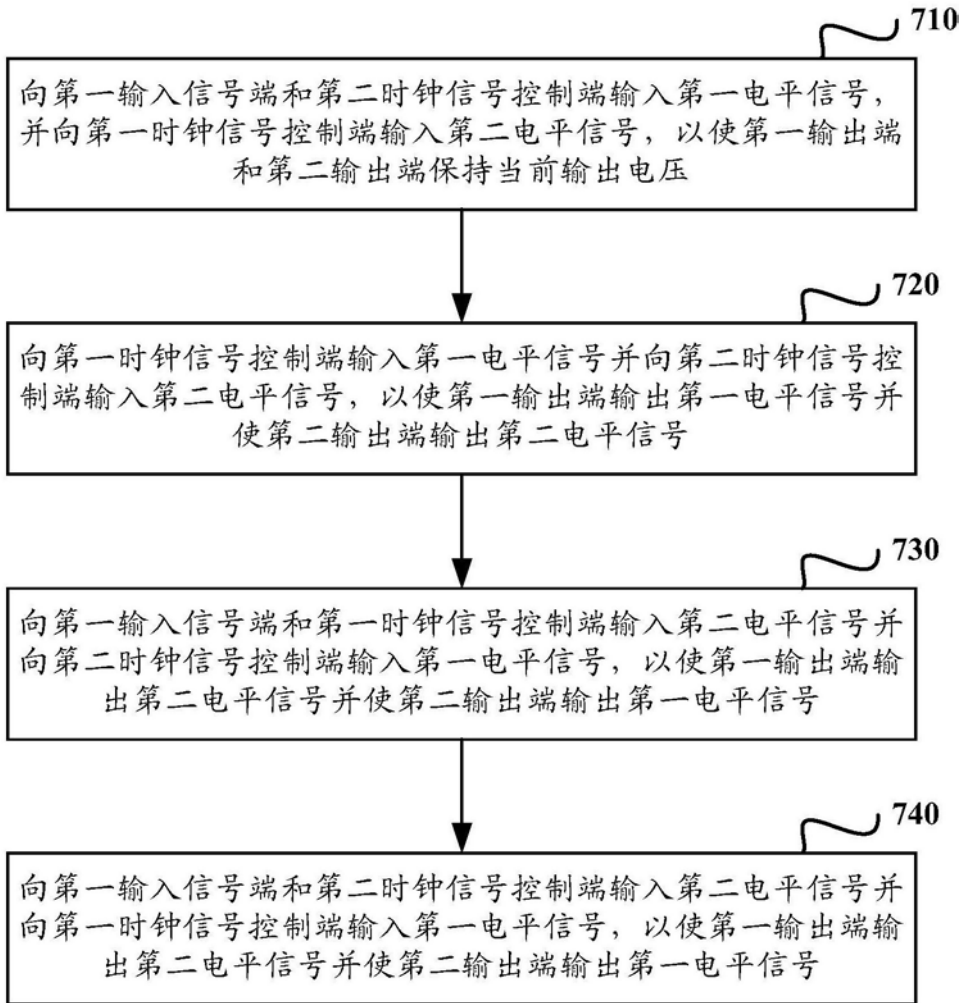 710
向第一输入信号端和第二时钟信号控制端输入第一电平信号，
并向第一时钟信号控制端输入第二电平信号，以使第一输出端
和第二输出端保持当前输出电压
720
向第一时钟信号控制端输入第一电平信号并向第二时钟信号控
制端输入第二电平信号，以使第一输出端输出第一电平信号并
使第二输出端输出第二电平信号
730
向第一输入信号端和第一时钟信号控制端输入第二电平信号并
向第二时钟信号控制端输入第一电平信号，以使第一输出端输
出第二电平信号并使第二输出端输出第一电平信号
740
向第一输入信号端和第二时钟信号控制端输入第二电平信号并
向第一时钟信号控制端输入第一电平信号，以使第一输出端输
出第二电平信号并使第二输出端输出第一电平信号